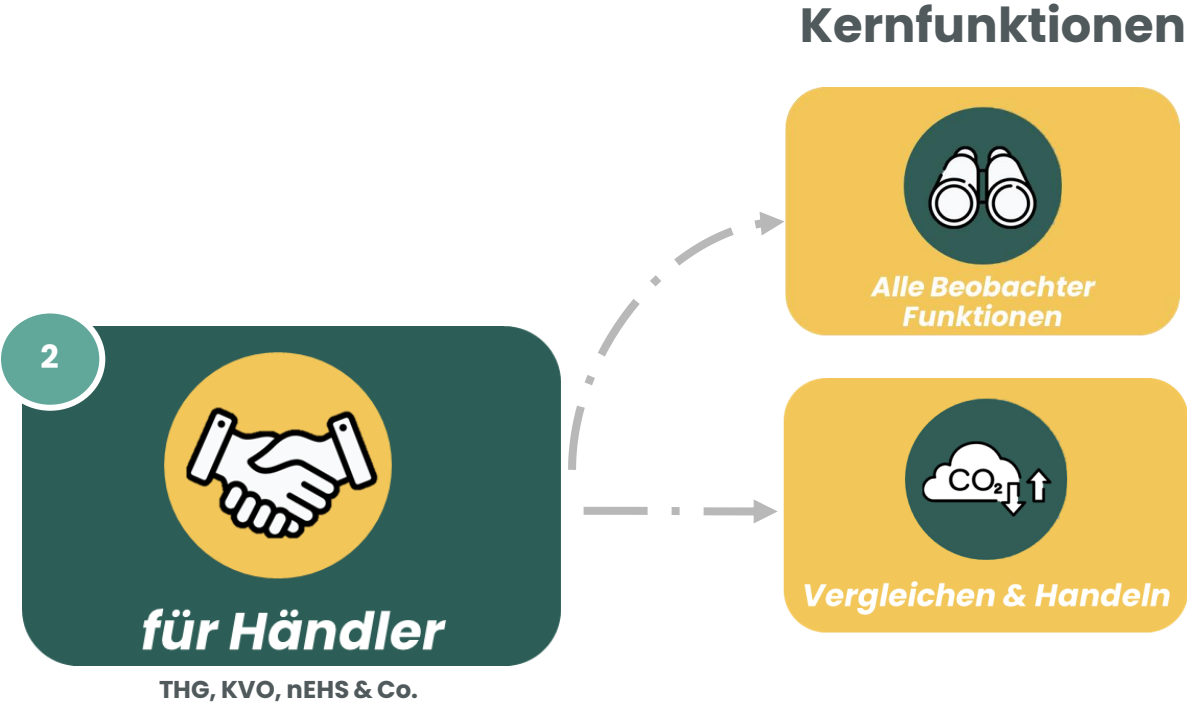 Kernfunktionen
Alle Beobachter
Funktionen
2
CO₂
für Händler
Vergleichen & Handeln
THG, KVO, nEHS & Co.